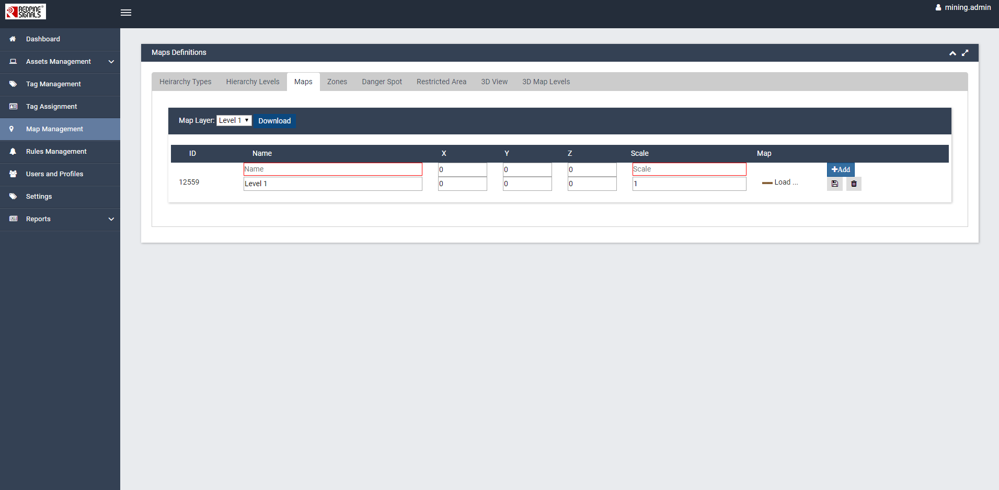 REDPINE®
SIGNALS
mining.admin
Dashboard
Assets Management
Tag Management
Tag Assignment
Map Management
Rules Management
Users and Profiles
Settings
Reports
Maps Definitions
Heirarchy Types Hierarchy Levels Maps Zones Danger Spot Restricted Area 3D View 3D Map Levels
Map Layer: Level 1 Download
ID Name X Y Z Scale Map
Name 0 0 0 Scale Add
12559 Level 1 0 0 0 1 Load ...